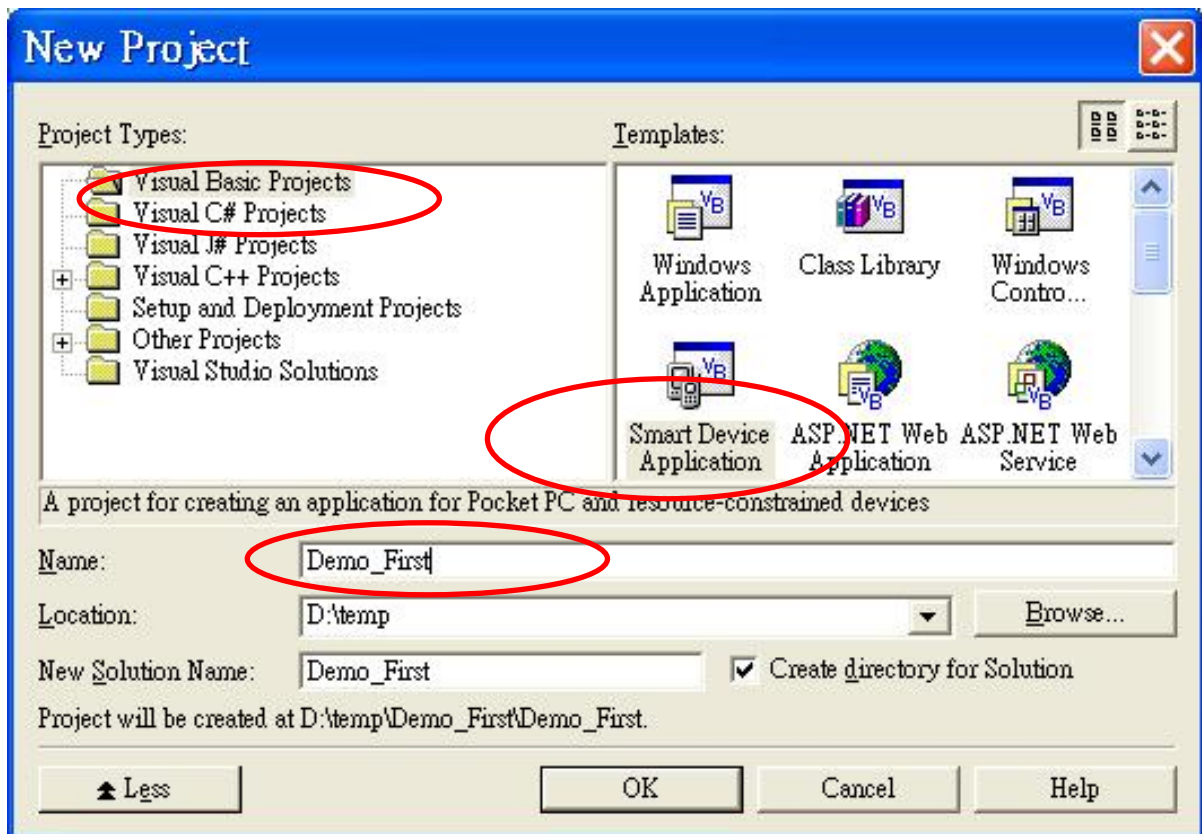 New Project
Project Types:
Templates:
Visual Basic Projects
Visual C# Projects
Visual J# Projects
Visual C++ Projects
Setup and Deployment Projects
Other Projects
Visual Studio Solutions
Windows
Application
Class Library
Windows
Contro...
Smart Device
Application
ASP.NET Web
Application
ASP.NET Web
Service
A project for creating an application for Pocket PC and resource-constrained devices
Name:
Demo_First
Location:
D:\temp
Browse...
New Solution Name:
Demo_First
Create directory for Solution
Project will be created at D:\temp\Demo_First\Demo_First.
Less
OK
Cancel
Help